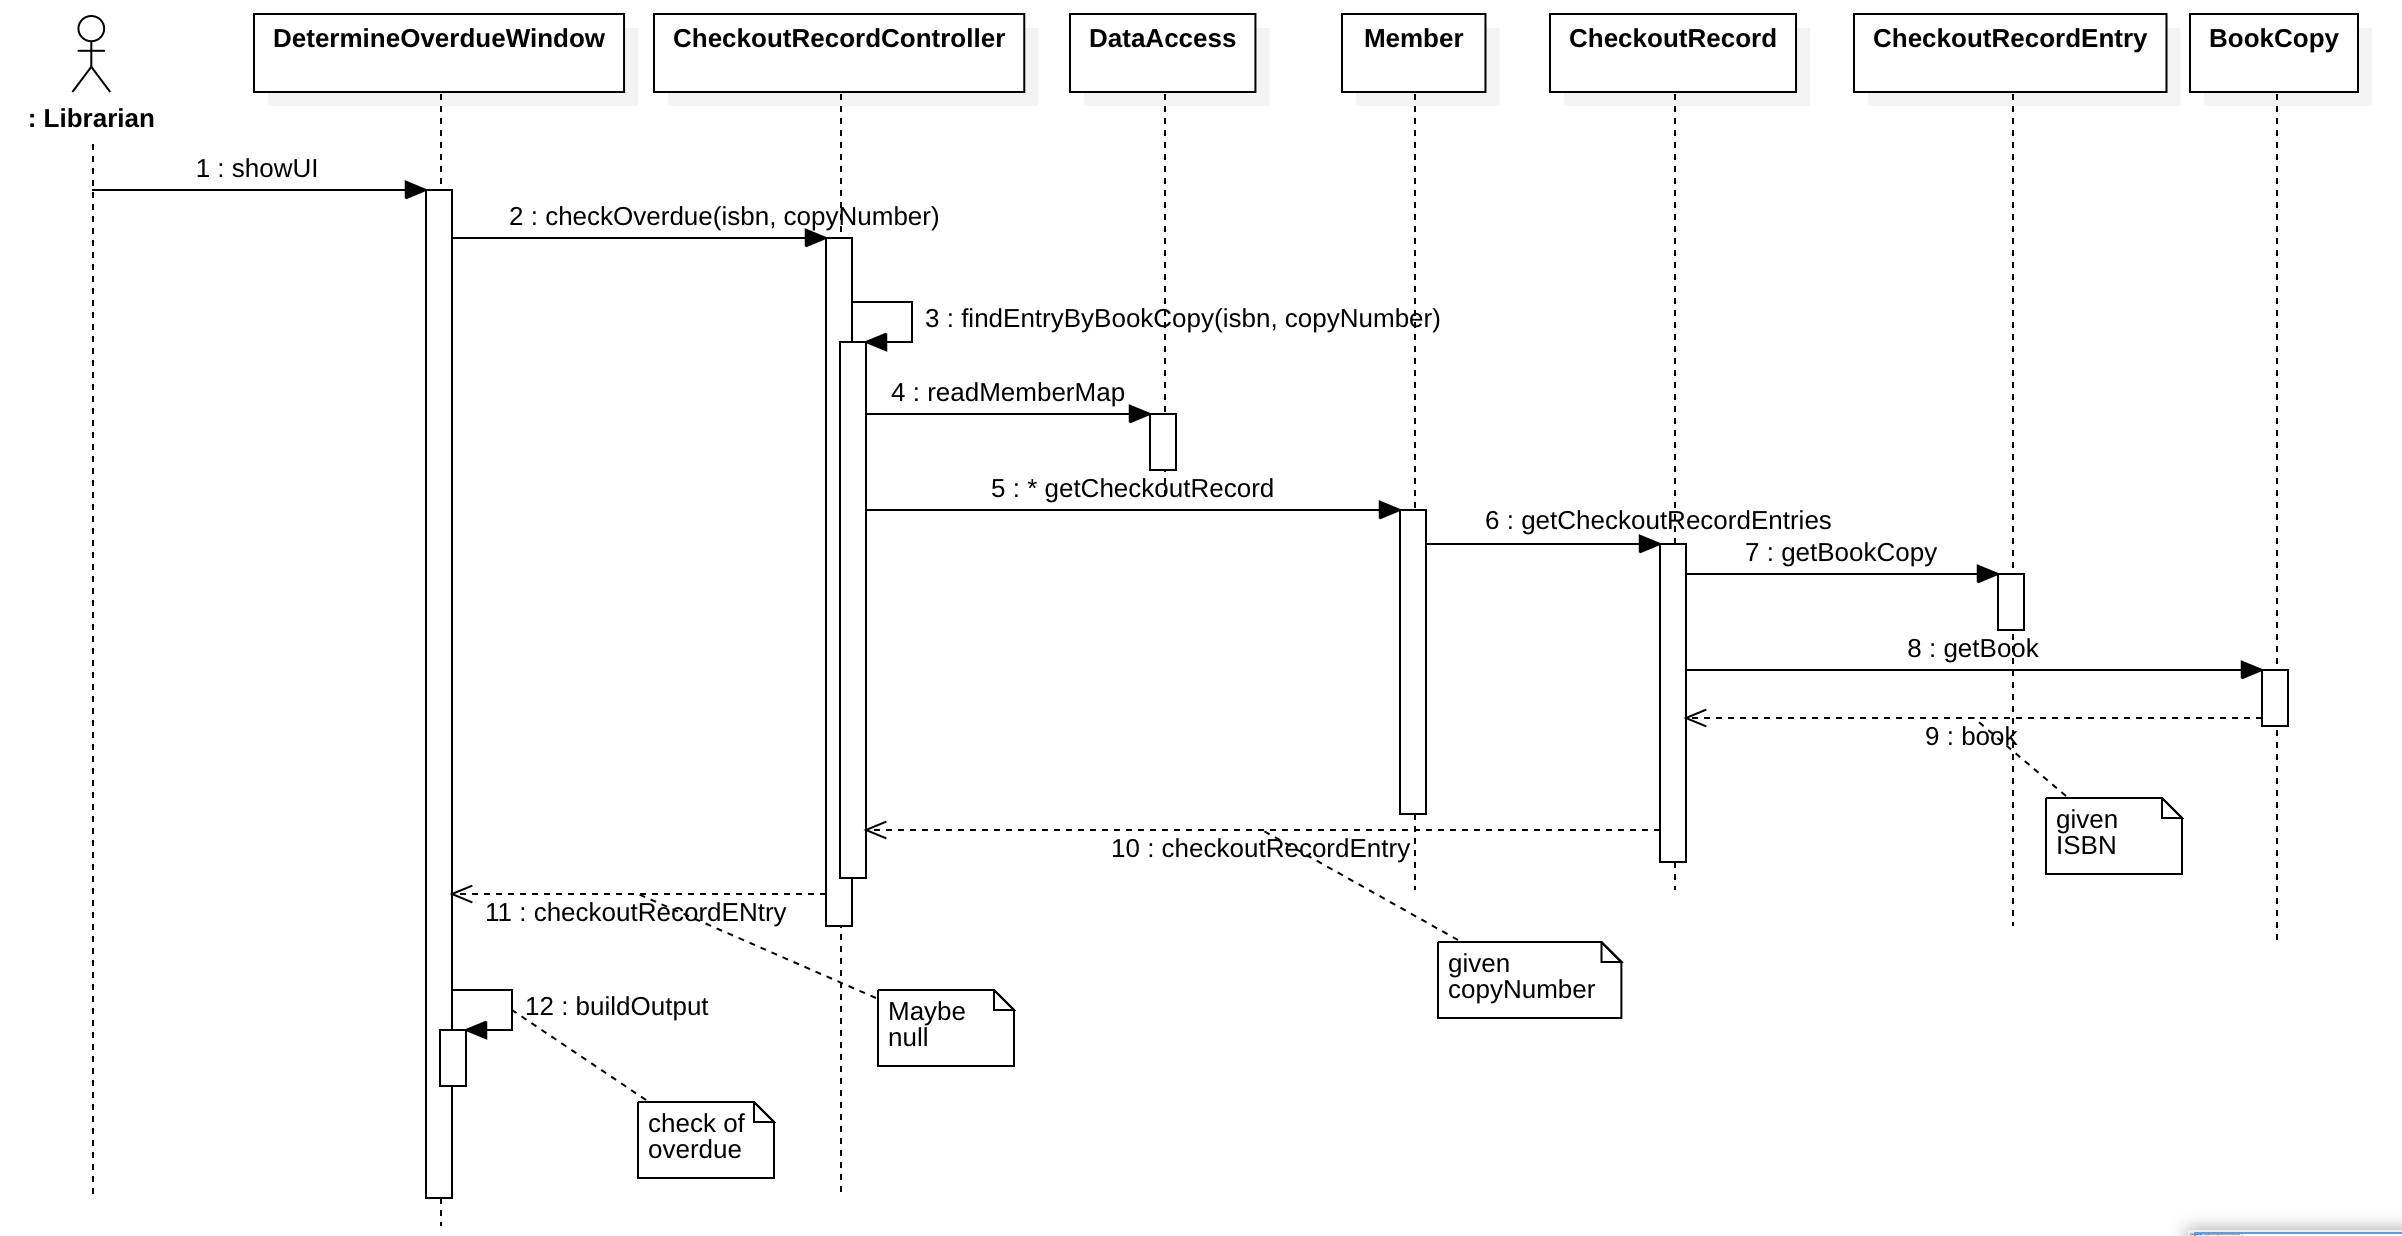 DetermineOverdueWindow
CheckoutRecordController
DataAccess
Member
CheckoutRecord
CheckoutRecordEntry
BookCopy
: Librarian
1 : showUI
2 : checkOverdue(isbn, copyNumber)
3 : findEntryByBookCopy(isbn, copyNumber)
4 : readMemberMap
5 : * getCheckoutRecord
6 : getCheckoutRecordEntries
7 : getBookCopy
8 : getBook
9 : book
given
ISBN
10 : checkoutRecordEntry
given
copyNumber
11 : checkoutRecordENtry
Maybe
null
12 : buildOutput
check of
overdue